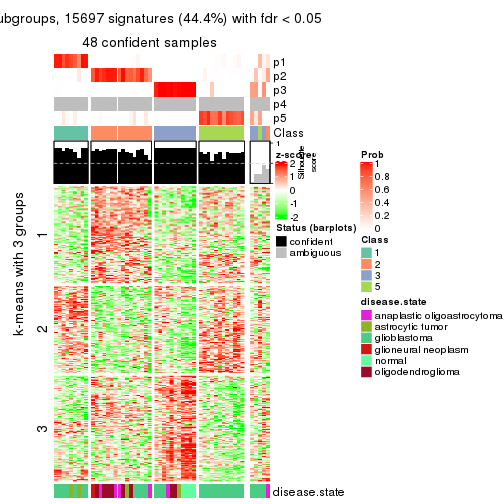 ubgroups, 15697 signatures (44.4%) with fdr < 0.05
48 confident samples
p1
p2
p3
p4
p5
Class
1
Silhouette
score
z-score
2
1
0
-1
-2
Status (barplots)
confident
ambiguous
Prob
1
0.8
0.6
0.4
0.2
0
Class
1
2
3
5
disease.state
anaplastic oligoastrocytoma
astrocytic tumor
glioblastoma
glioneural neoplasm
normal
oligodendroglioma
k-means with 3 groups
1
2
3
disease.state